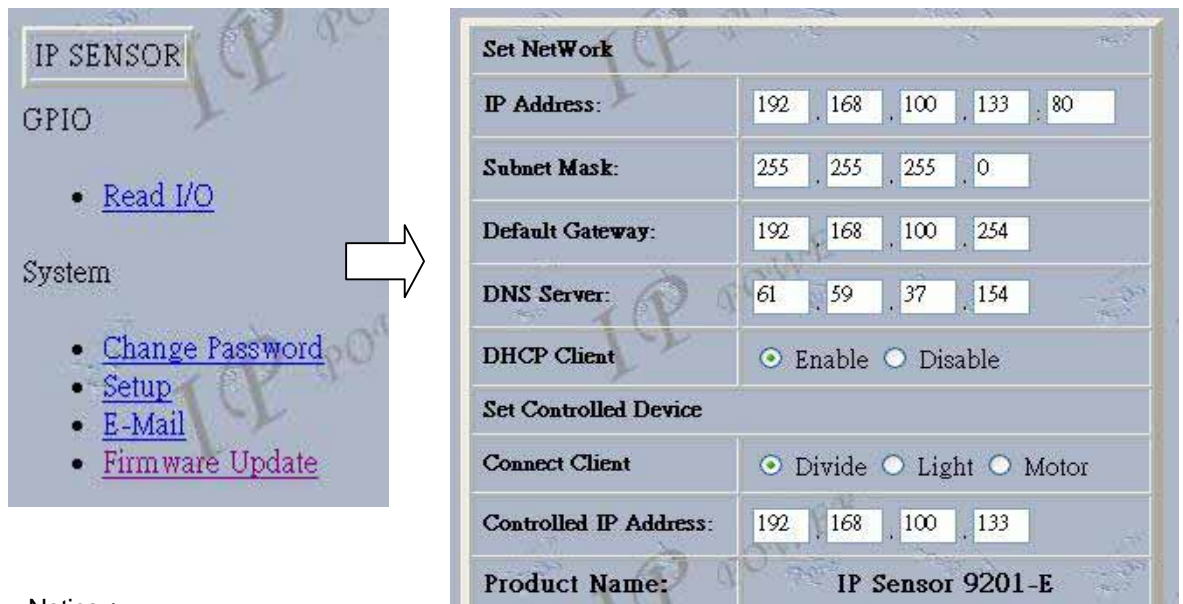 IP SENSOR
GPIO
• Read I/O
System
• Change Password
• Setup
• E-Mail
• Firmware Update
Set NetWork
IP Address: 192 . 168 . 100 . 133 : 80
Subnet Mask: 255 . 255 . 255 . 0
Default Gateway: 192 . 168 . 100 . 254
DNS Server: 61 . 59 . 37 . 154
DHCP Client Enable Disable
Set Controlled Device
Connect Client Divide Light Motor
Controlled IP Address: 192 . 168 . 100 . 133
Product Name: IP Sensor 9201-E
IP POWER